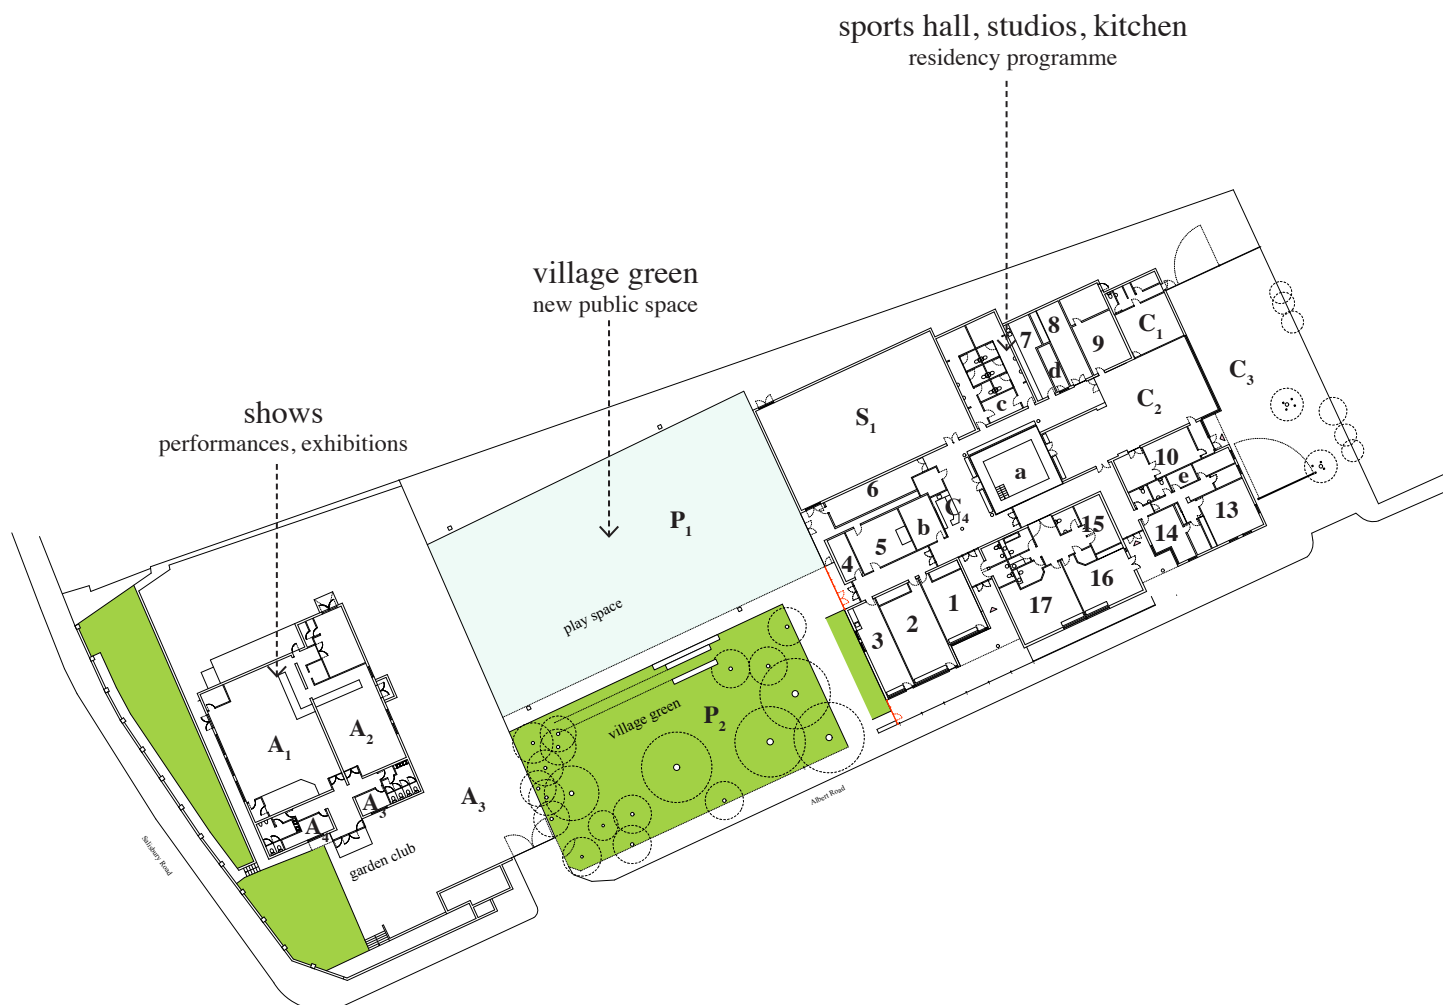 sports hall, studios, kitchen
residency programme
village green
new public space
shows
performances, exhibitions
S₁
C₁
C₂
C₃
C₄
7
8
9
d
c
a
6
b
5
4
10
e
13
14
15
16
17
1
2
3
P₁
play space
P₂
village green
A₁
A₂
A₃
A₃
A₄
garden club
Salisbury Road
Albert Road